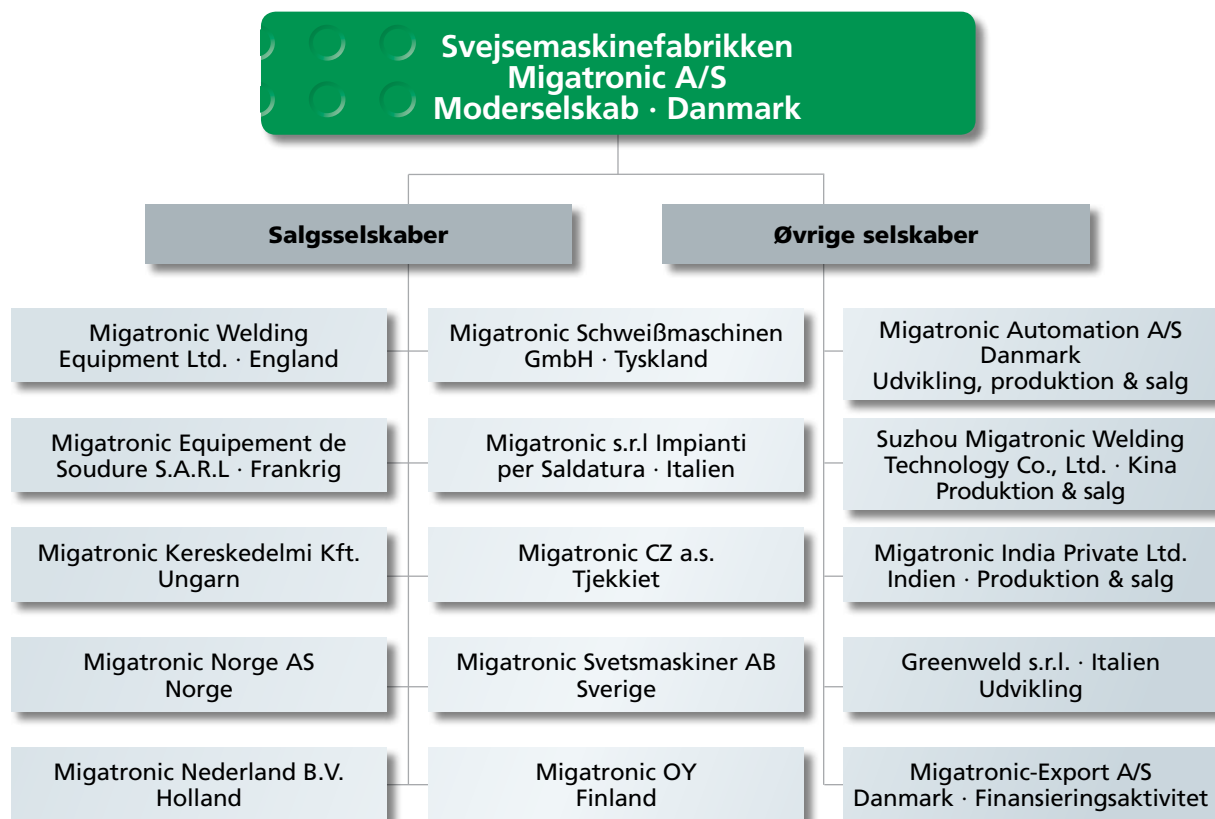 Svejsemaskinefabrikken
Migatronic A/S
Moderselskab · Danmark
Salgsselskaber
Øvrige selskaber
Migatronic Welding
Equipment Ltd. · England
Migatronic Schweißmaschinen
GmbH · Tyskland
Migatronic Automation A/S
Danmark
Udvikling, produktion & salg
Migatronic Equipement de
Soudure S.A.R.L · Frankrig
Migatronic s.r.l Impianti
per Saldatura · Italien
Suzhou Migatronic Welding
Technology Co., Ltd. · Kina
Produktion & salg
Migatronic Kereskedelmi Kft.
Ungarn
Migatronic CZ a.s.
Tjekkiet
Migatronic India Private Ltd.
Indien · Produktion & salg
Migatronic Norge AS
Norge
Migatronic Svetsmaskiner AB
Sverige
Greenweld s.r.l. · Italien
Udvikling
Migatronic Nederland B.V.
Holland
Migatronic OY
Finland
Migatronic-Export A/S
Danmark · Finansieringsaktivitet